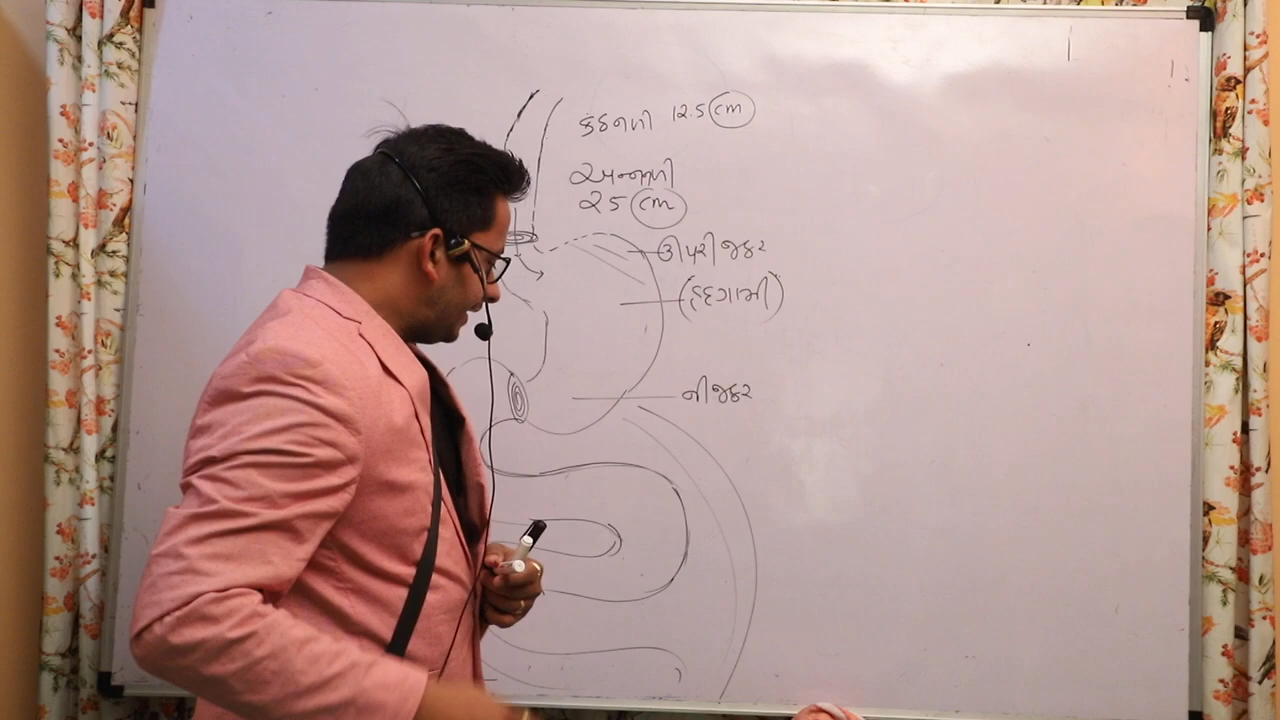 કંઠનળી 12.5 cm
અન્નનળી
25 cm
ઊપરી જઠર
(હૃદગામી)
ની જઠર